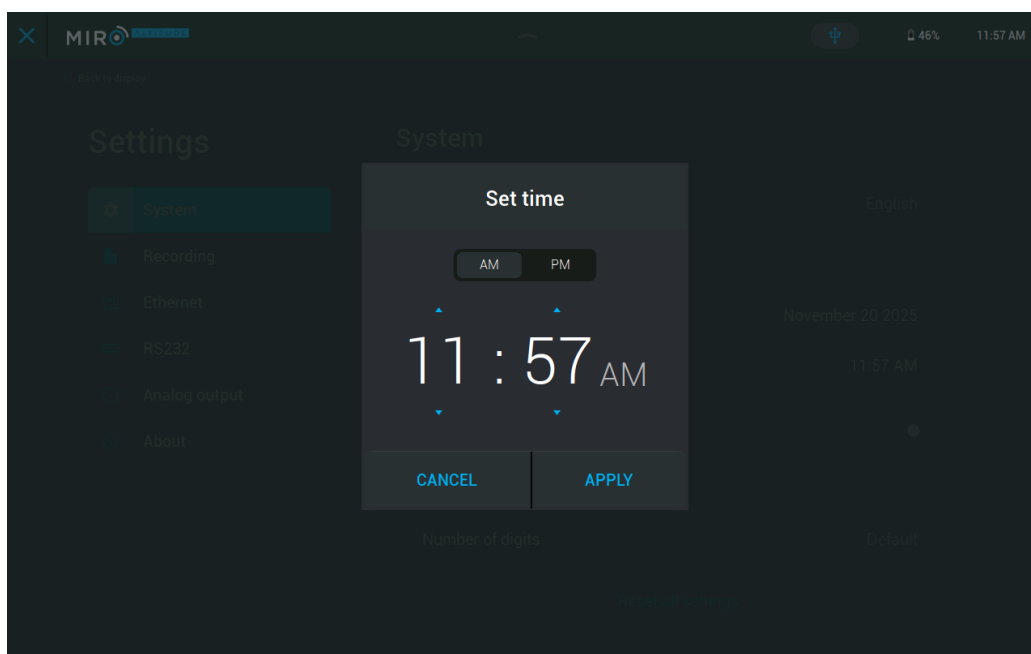 MIRO ALTITUDE
46%
11:57 AM
Back to display
Settings
System
System
English
Recording
Ethernet
November 20 2025
RS232
11:57 AM
Analog output
About
Number of digits
Default
Set time
AM
PM
11 : 57 AM
CANCEL
APPLY